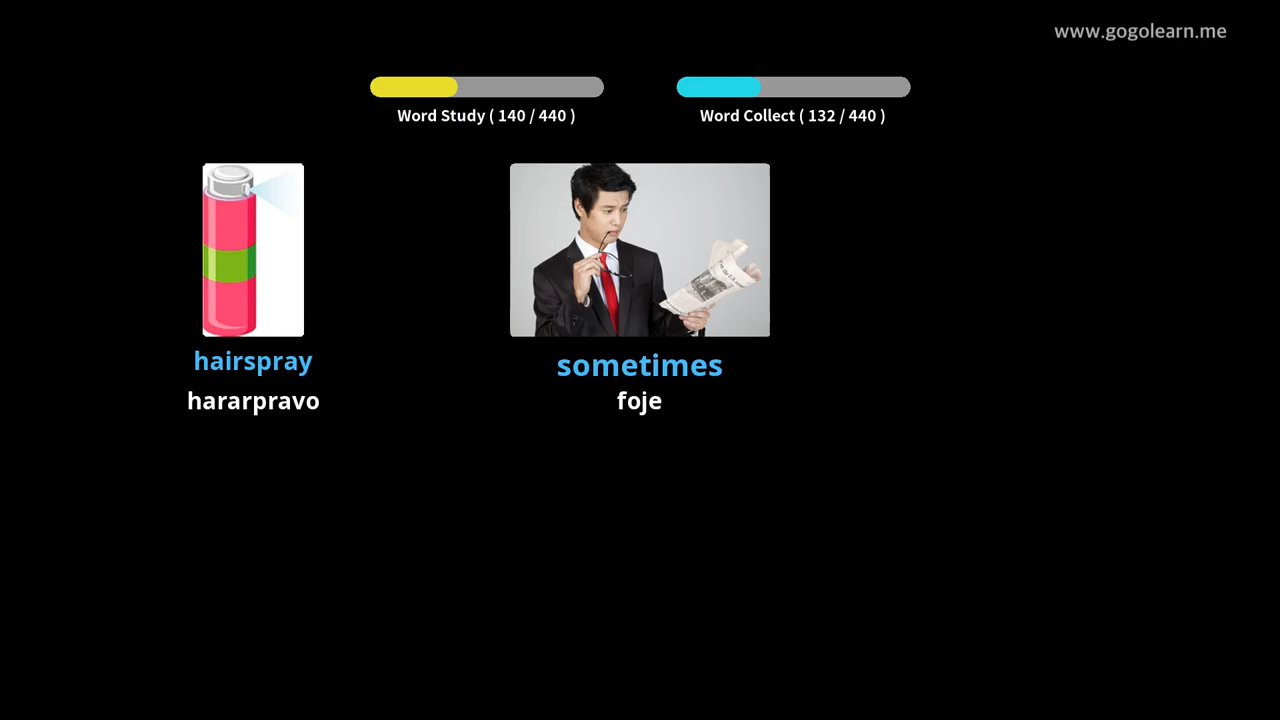 www.gogolearn.me
Word Study ( 140 / 440 )
Word Collect ( 132 / 440 )
hairspray
hararpravo
sometimes
foje